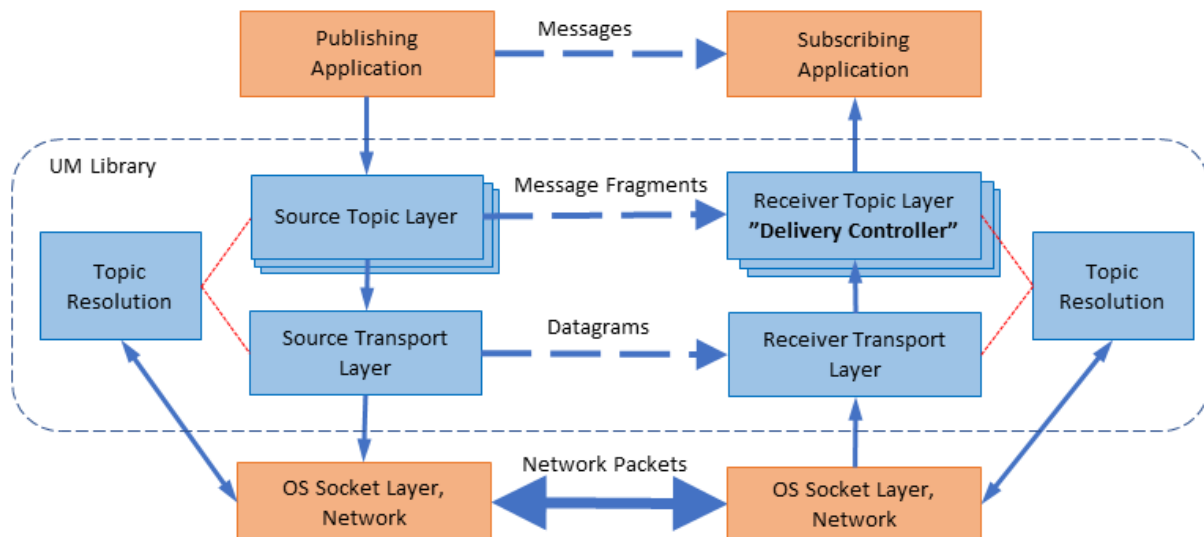 Publishing
Application
Messages
Subscribing
Application
UM Library
Source Topic Layer
Message Fragments
Receiver Topic Layer
”Delivery Controller”
Topic
Resolution
Topic
Resolution
Source Transport
Layer
Datagrams
Receiver Transport
Layer
OS Socket Layer,
Network
Network Packets
OS Socket Layer,
Network